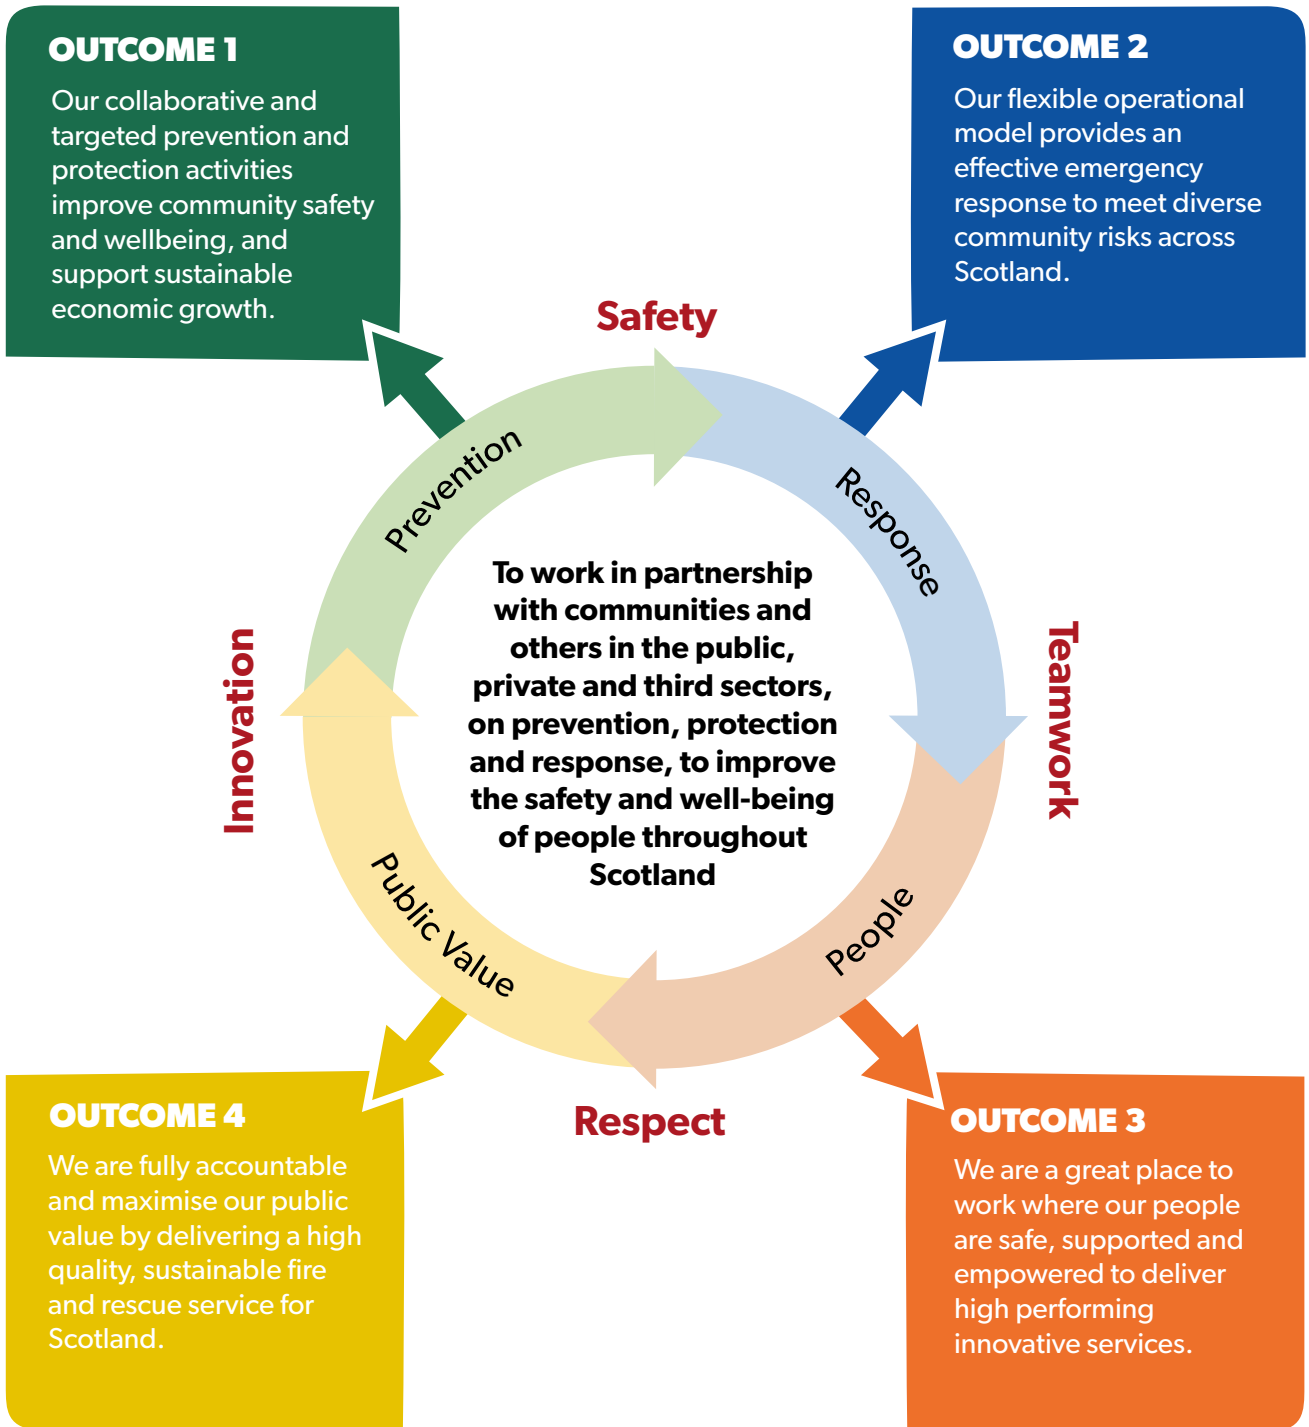 OUTCOME 1
Our collaborative and
targeted prevention and
protection activities
improve community safety
and wellbeing, and
support sustainable
economic growth.
OUTCOME 2
Our flexible operational
model provides an
effective emergency
response to meet diverse
community risks across
Scotland.
Safety
Prevention
Response
To work in partnership
with communities and
others in the public,
private and third sectors,
on prevention, protection
and response, to improve
the safety and well-being
of people throughout
Scotland
Innovation
Teamwork
Public Value
People
Respect
OUTCOME 4
We are fully accountable
and maximise our public
value by delivering a high
quality, sustainable fire
and rescue service for
Scotland.
OUTCOME 3
We are a great place to
work where our people
are safe, supported and
empowered to deliver
high performing
innovative services.